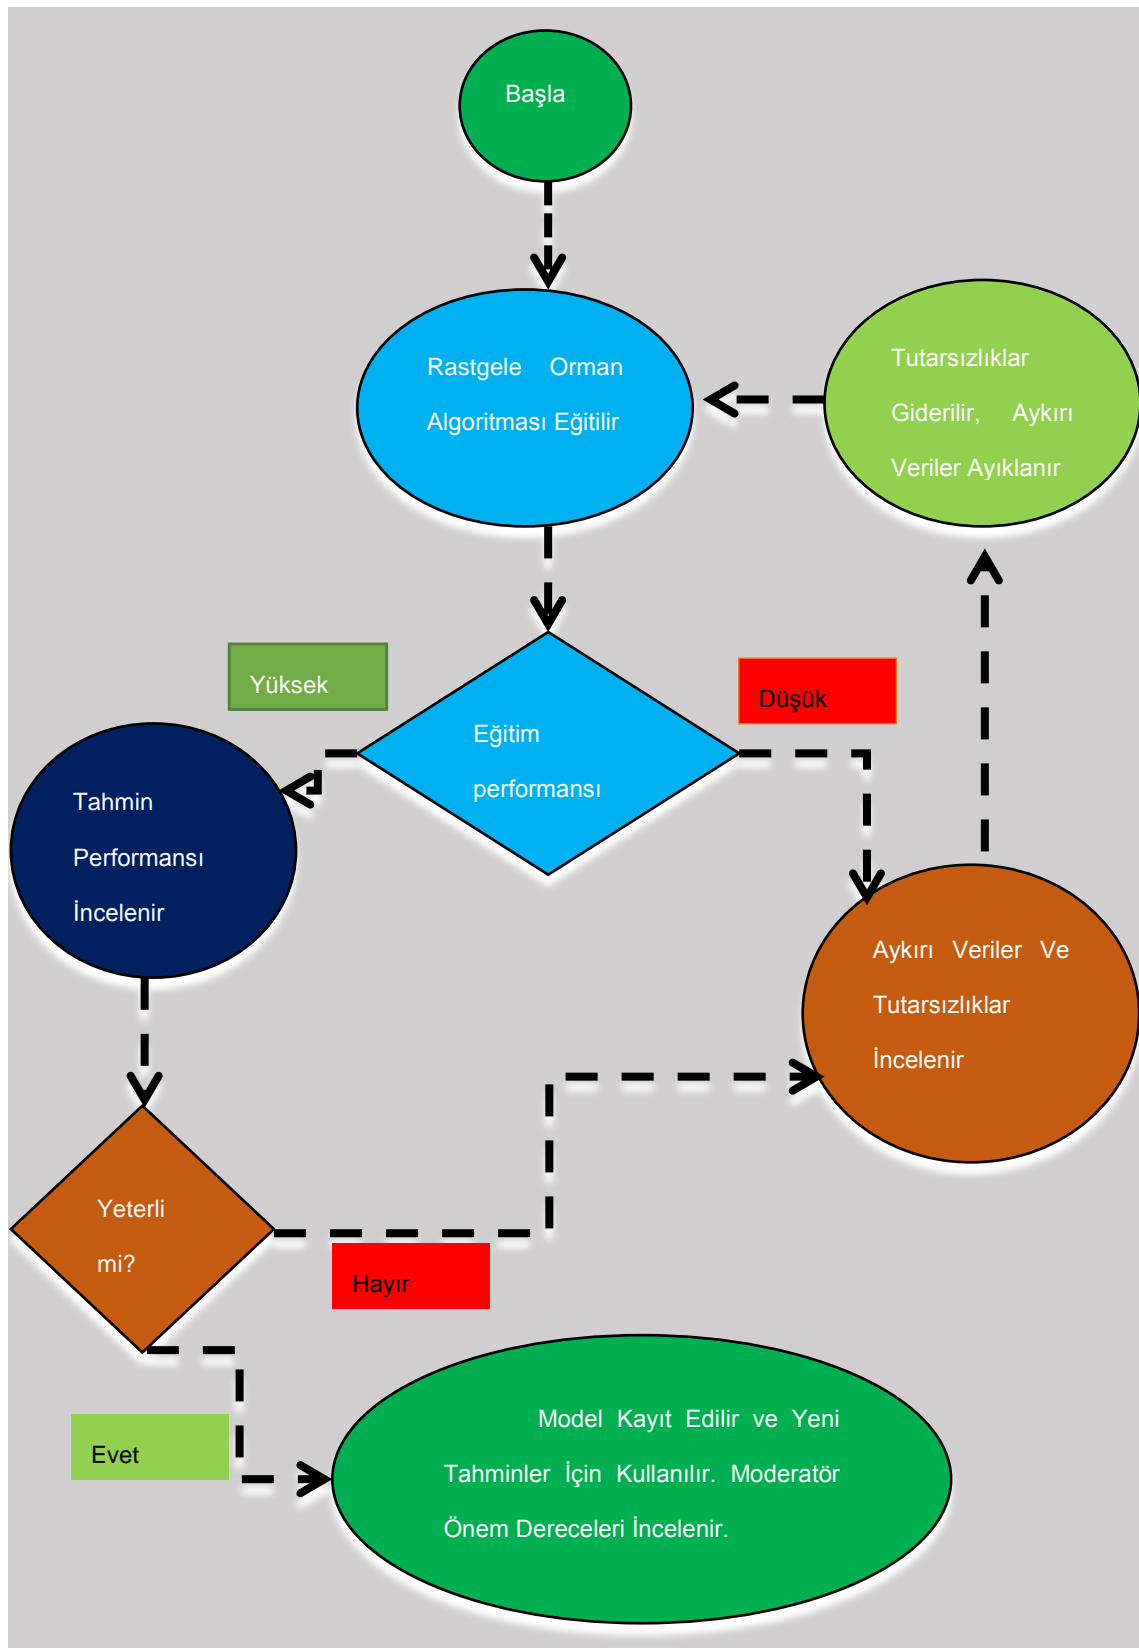 Başla
Rastgele Orman
Algoritması Eğitilir
Tutarsızlıklar
Giderilir, Aykırı
Veriler Ayıklanır
Yüksek
Düşük
Eğitim
performansı
Tahmin
Performansı
İncelenir
Aykırı Veriler Ve
Tutarsızlıklar
İncelenir
Yeterli
mi?
Hayır
Evet
Model Kayıt Edilir ve Yeni
Tahminler İçin Kullanılır. Moderatör
Önem Dereceleri İncelenir.